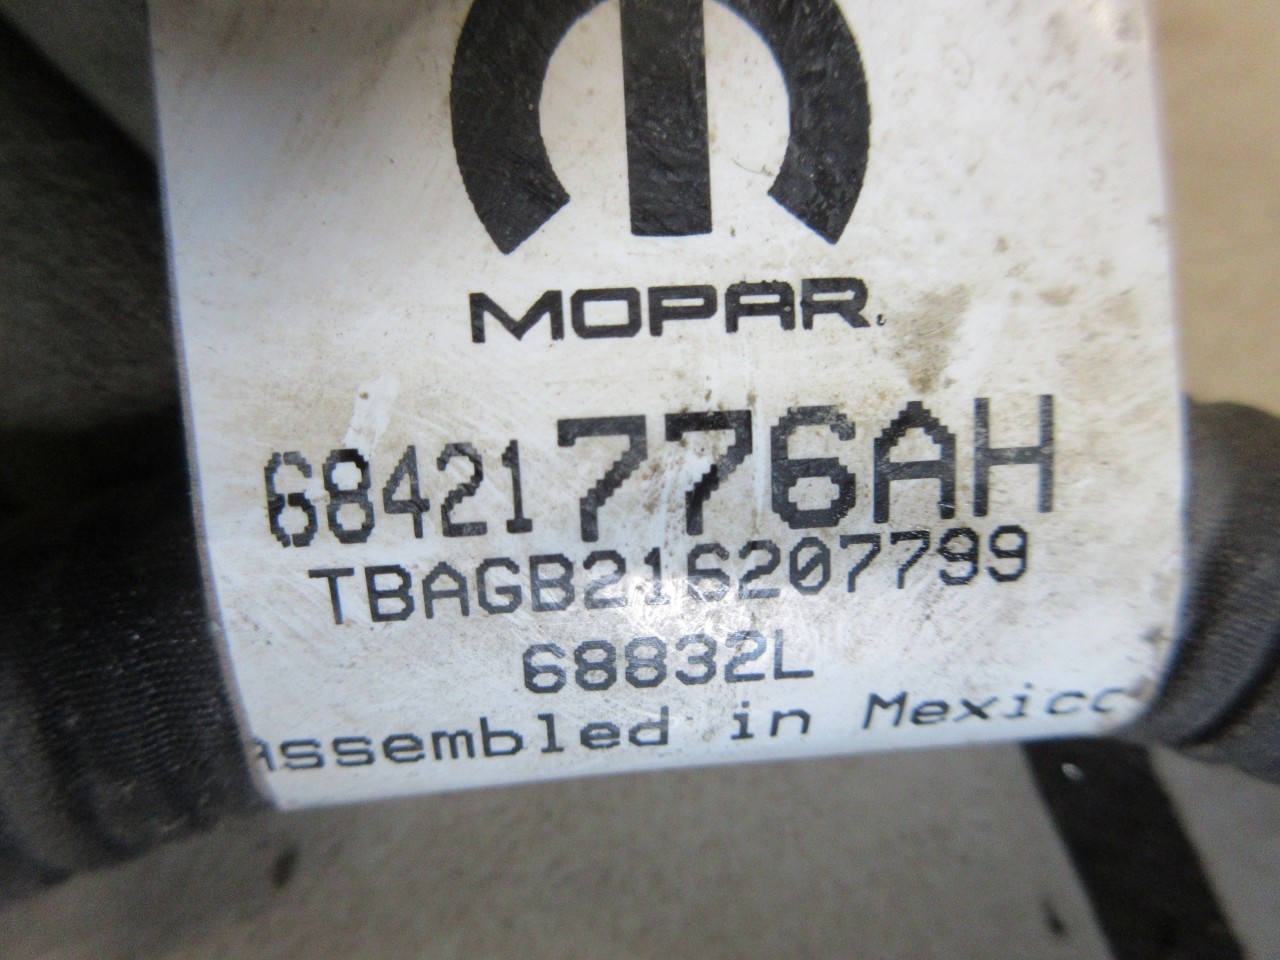 MOPAR
68421776AH
TBAGB216207799
68832L
Assembled in Mexico